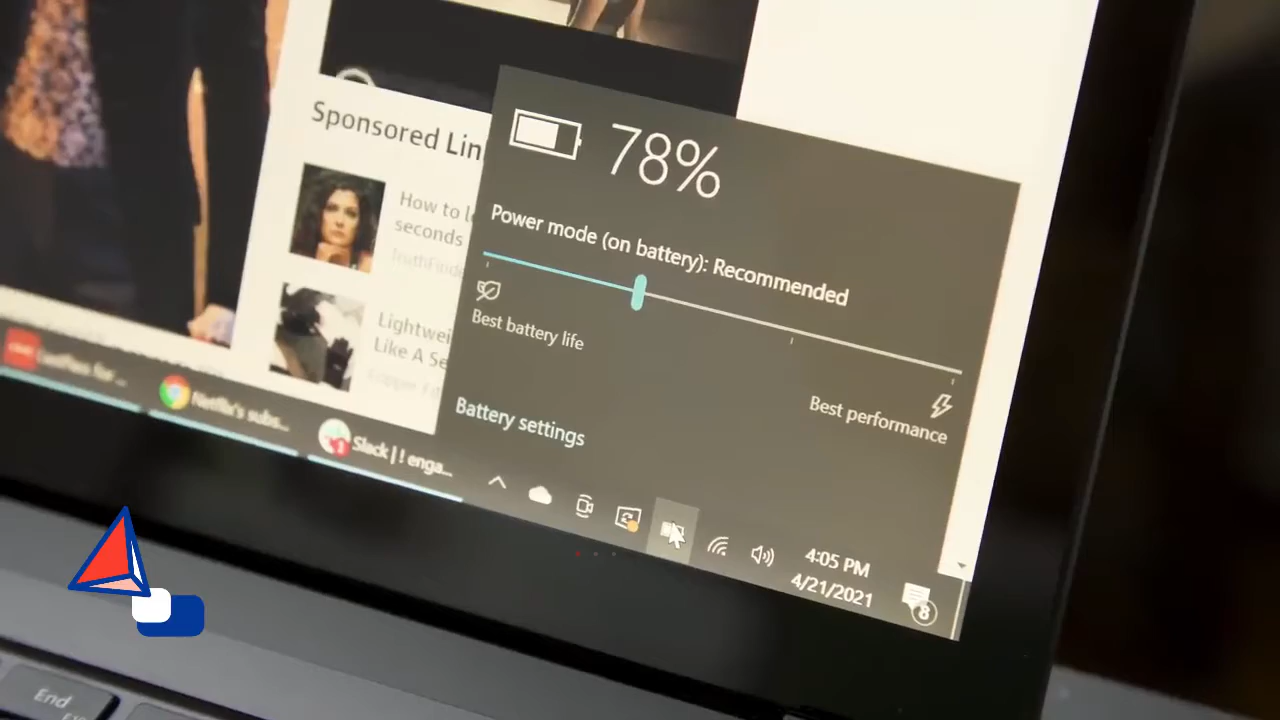 Sponsored Lin
78%
How to l
seconds
TruthFinde
Power mode (on battery): Recommended
Best battery life
Best performance
Lightwei
Like A Se
Battery settings
Netflix's subs...
Slack | ! enga...
4:05 PM
4/21/2021
8
End